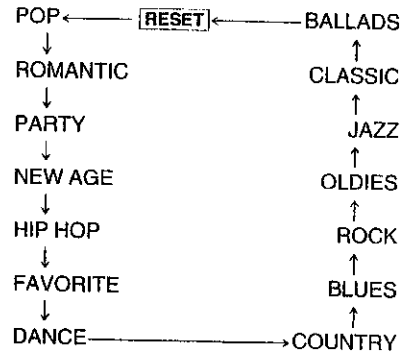 POP RESET BALLADS
ROMANTIC CLASSIC
PARTY JAZZ
NEW AGE OLDIES
HIP HOP ROCK
FAVORITE BLUES
DANCE COUNTRY